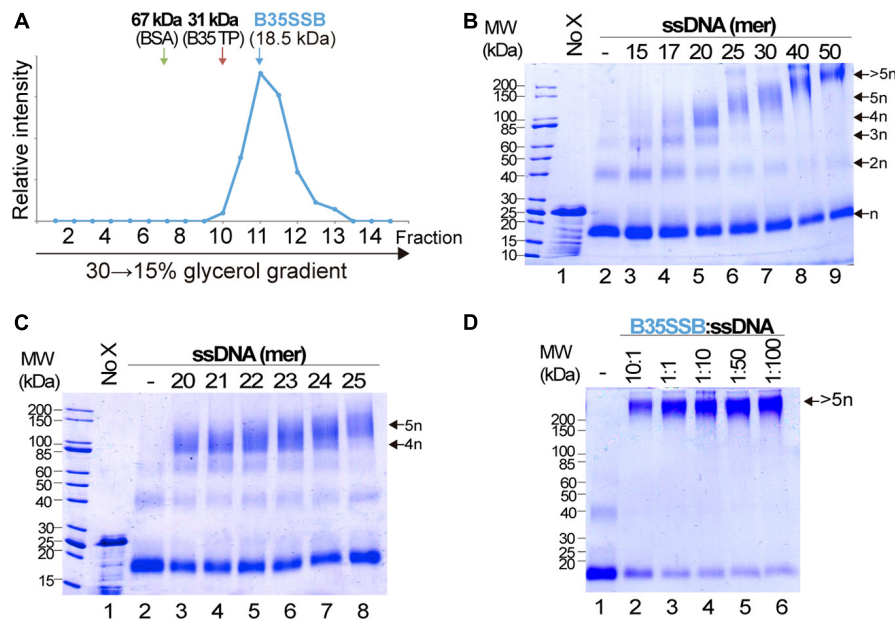 A
67 kDa 31 kDa B35SSB
(BSA) (B35 TP) (18.5 kDa)
Relative intensity
2 4 6 8 10 11 12 13 14 Fraction
30→15% glycerol gradient
B
MW
(kDa)
No X
ssDNA (mer)
- 15 17 20 25 30 40 50
200
150
100
85
60
50
40
30
25
20
15
10
>5n
5n
4n
3n
2n
n
1 2 3 4 5 6 7 8 9
C
MW
(kDa)
No X
ssDNA (mer)
- 20 21 22 23 24 25
200
150
100
85
60
50
40
30
25
20
15
5n
4n
1 2 3 4 5 6 7 8
D
B35SSB:ssDNA
MW
(kDa)
- 10:1 1:1 1:10 1:50 1:100
200
150
100
85
60
50
40
30
25
20
>5n
1 2 3 4 5 6